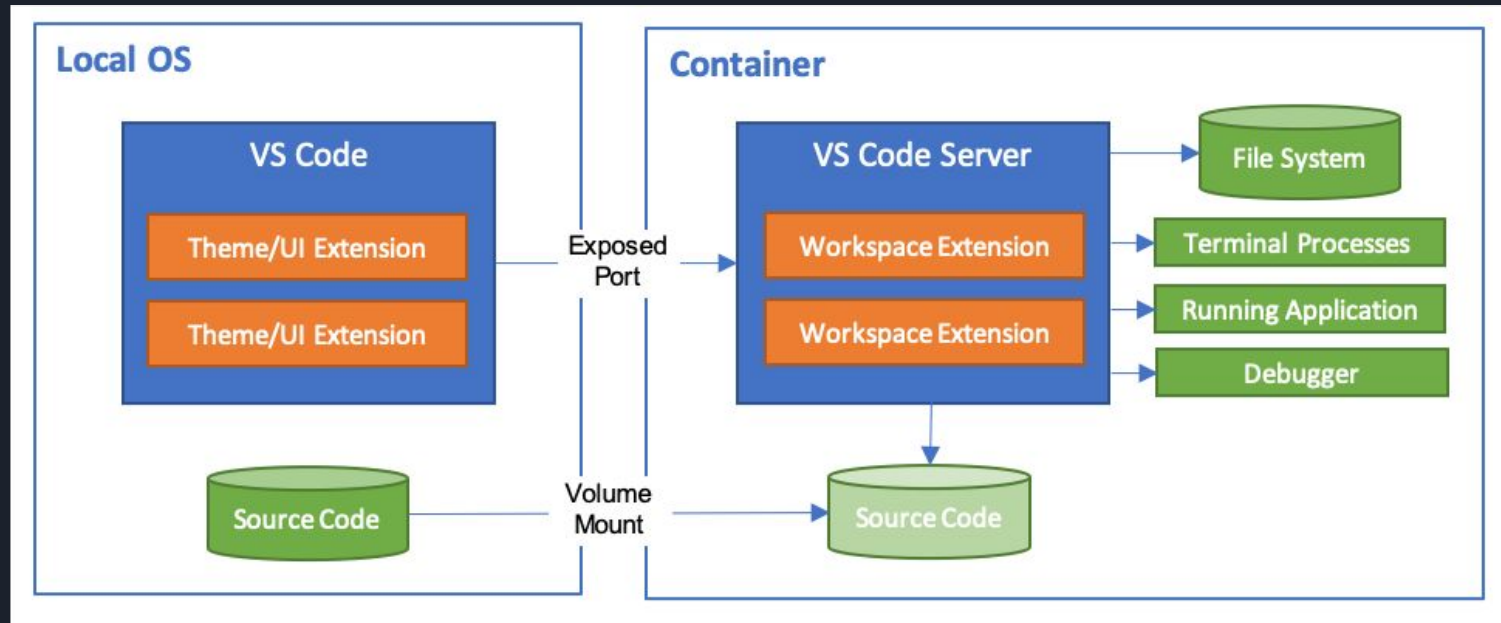 Local OS
VS Code
Theme/UI Extension
Theme/UI Extension
Source Code
Exposed
Port
Volume
Mount
Container
VS Code Server
Workspace Extension
Workspace Extension
Source Code
File System
Terminal Processes
Running Application
Debugger